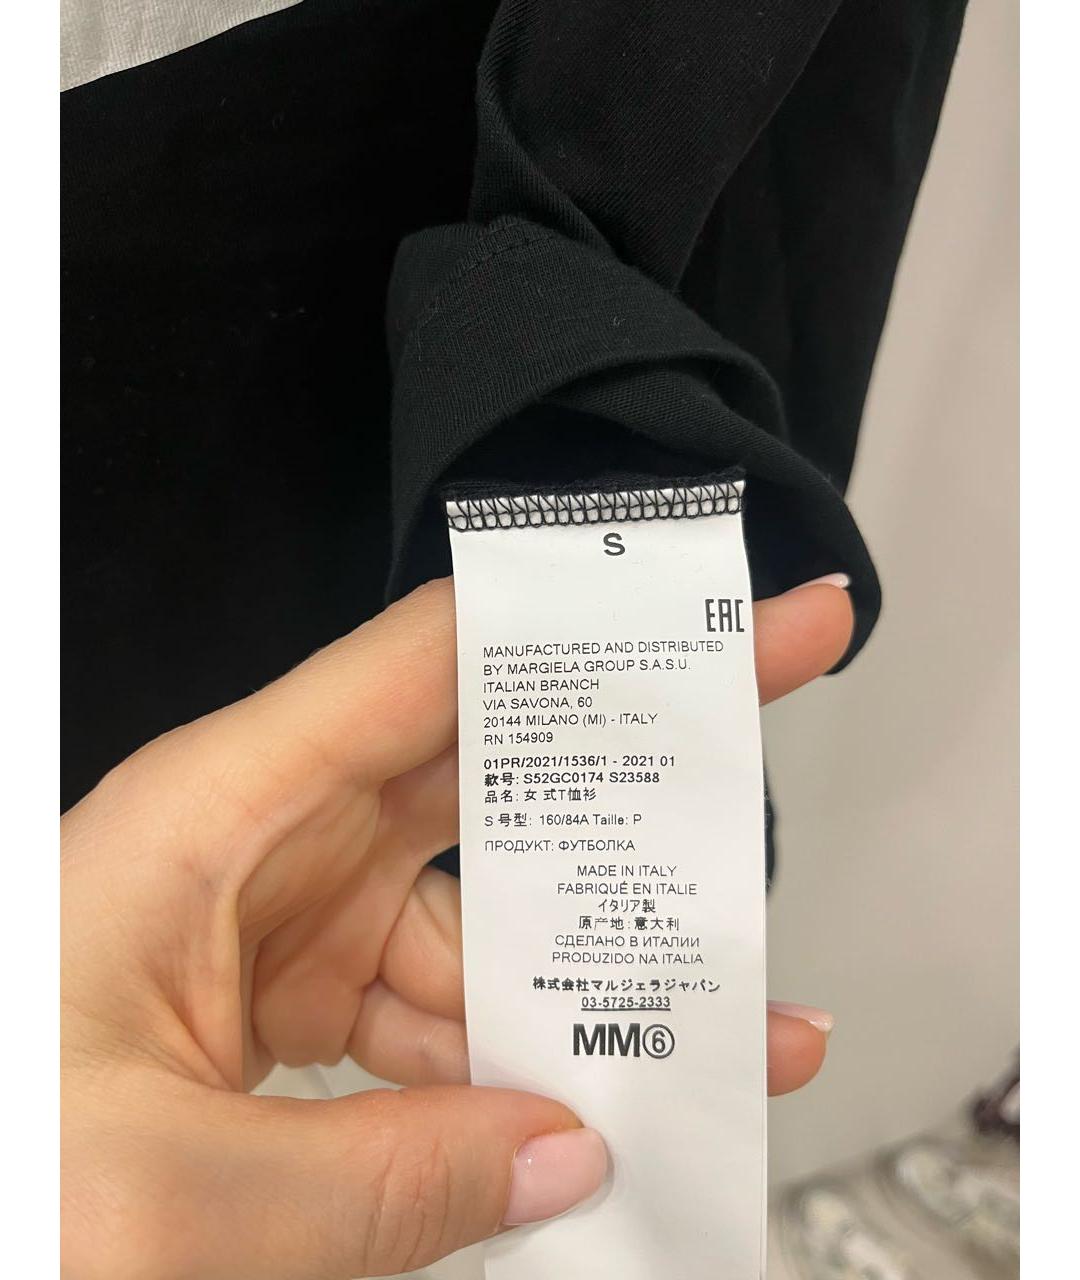 S
EAC
MANUFACTURED AND DISTRIBUTED
BY MARGIELA GROUP S.A.S.U.
ITALIAN BRANCH
VIA SAVONA, 60
20144 MILANO (MI) - ITALY
RN 154909
01PR/2021/1536/1 - 2021 01
款号: S52GC0174 S23588
品名: 女 式T恤衫
S 号型: 160/84A Taille: P
ПРОДУКТ: ФУТБОЛКА
MADE IN ITALY
FABRIQUÉ EN ITALIE
イタリア製
原产地:意大利
СДЕЛАНО В ИТАЛИИ
PRODUZIDO NA ITALIA
株式会社マルジェラジャパン
03-5725-2333
MM⑥